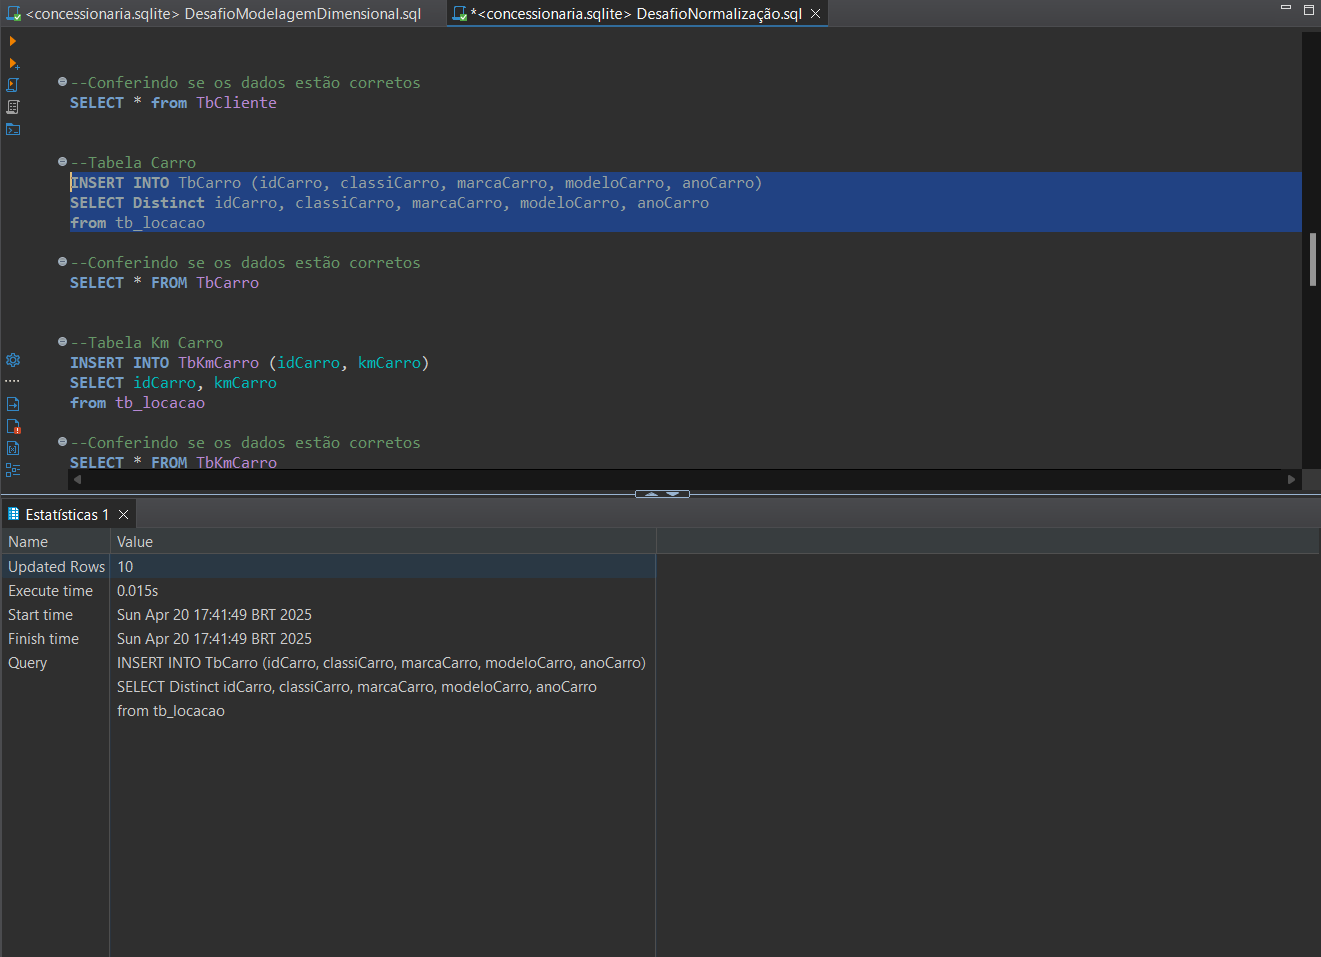 <concessionaria.sqlite> DesafioModelagemDimensional.sql
*<concessionaria.sqlite> DesafioNormalização.sql
--Conferindo se os dados estão corretos
SELECT * from TbCliente
--Tabela Carro
INSERT INTO TbCarro (idCarro, classiCarro, marcaCarro, modeloCarro, anoCarro)
SELECT Distinct idCarro, classiCarro, marcaCarro, modeloCarro, anoCarro
from tb_locacao
--Conferindo se os dados estão corretos
SELECT * FROM TbCarro
--Tabela Km Carro
INSERT INTO TbKmCarro (idCarro, kmCarro)
SELECT idCarro, kmCarro
from tb_locacao
--Conferindo se os dados estão corretos
SELECT * FROM TbKmCarro
Estatísticas 1
Name Value
Updated Rows 10
Execute time 0.015s
Start time Sun Apr 20 17:41:49 BRT 2025
Finish time Sun Apr 20 17:41:49 BRT 2025
Query INSERT INTO TbCarro (idCarro, classiCarro, marcaCarro, modeloCarro, anoCarro)
SELECT Distinct idCarro, classiCarro, marcaCarro, modeloCarro, anoCarro
from tb_locacao